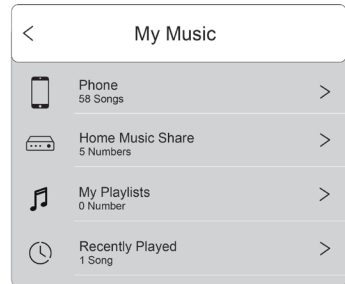 My Music
Phone
58 Songs
Home Music Share
5 Numbers
My Playlists
0 Number
Recently Played
1 Song